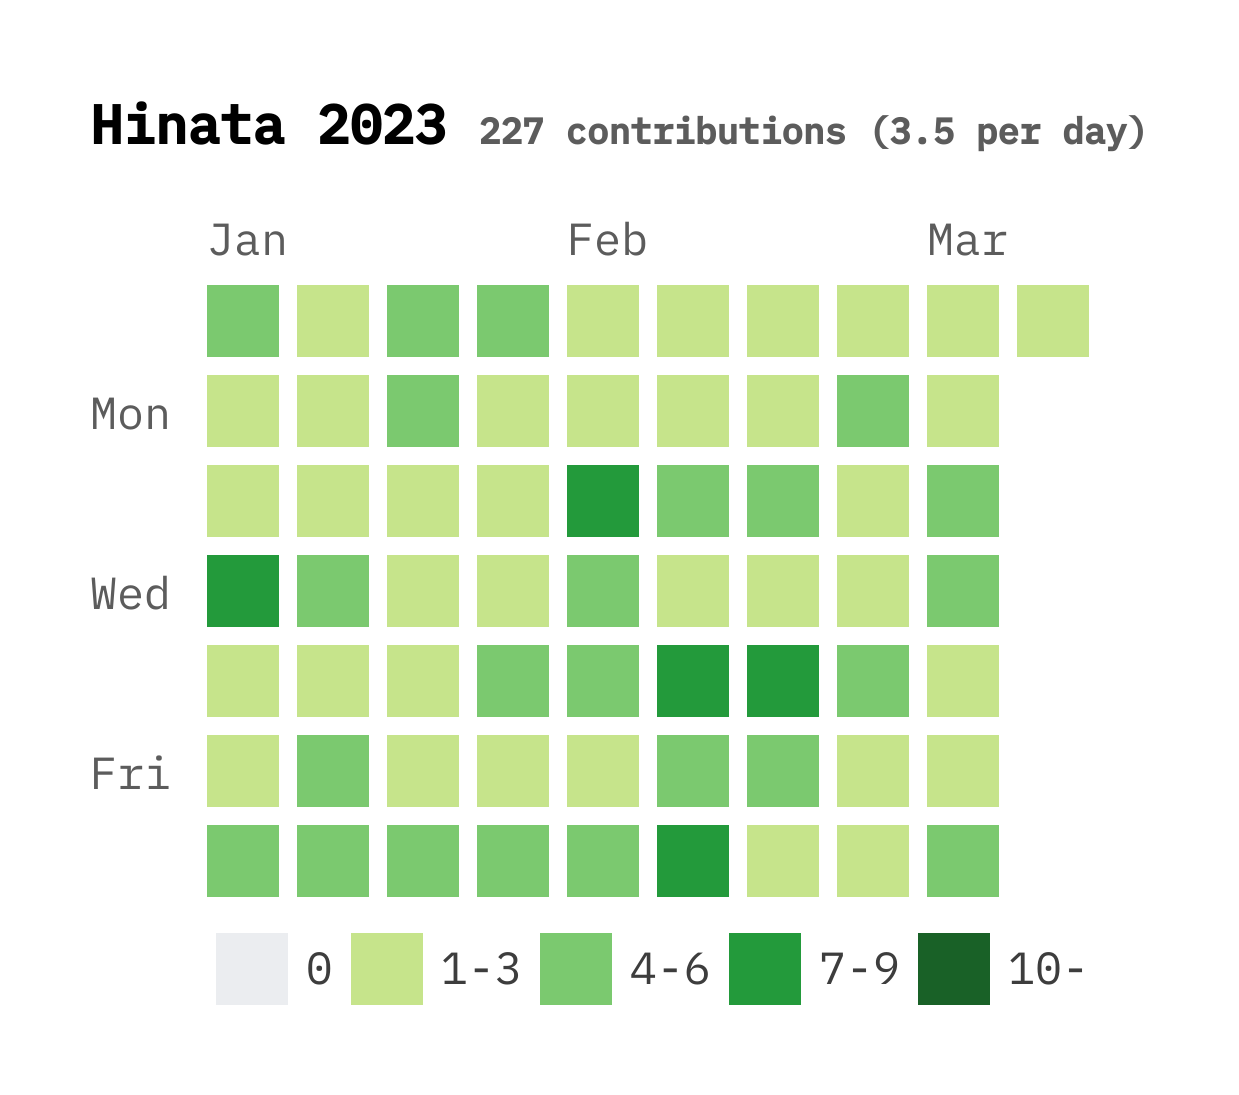 Hinata 2023 227 contributions (3.5 per day)
Jan Feb Mar
Mon
Wed
Fri
0 1-3 4-6 7-9 10-